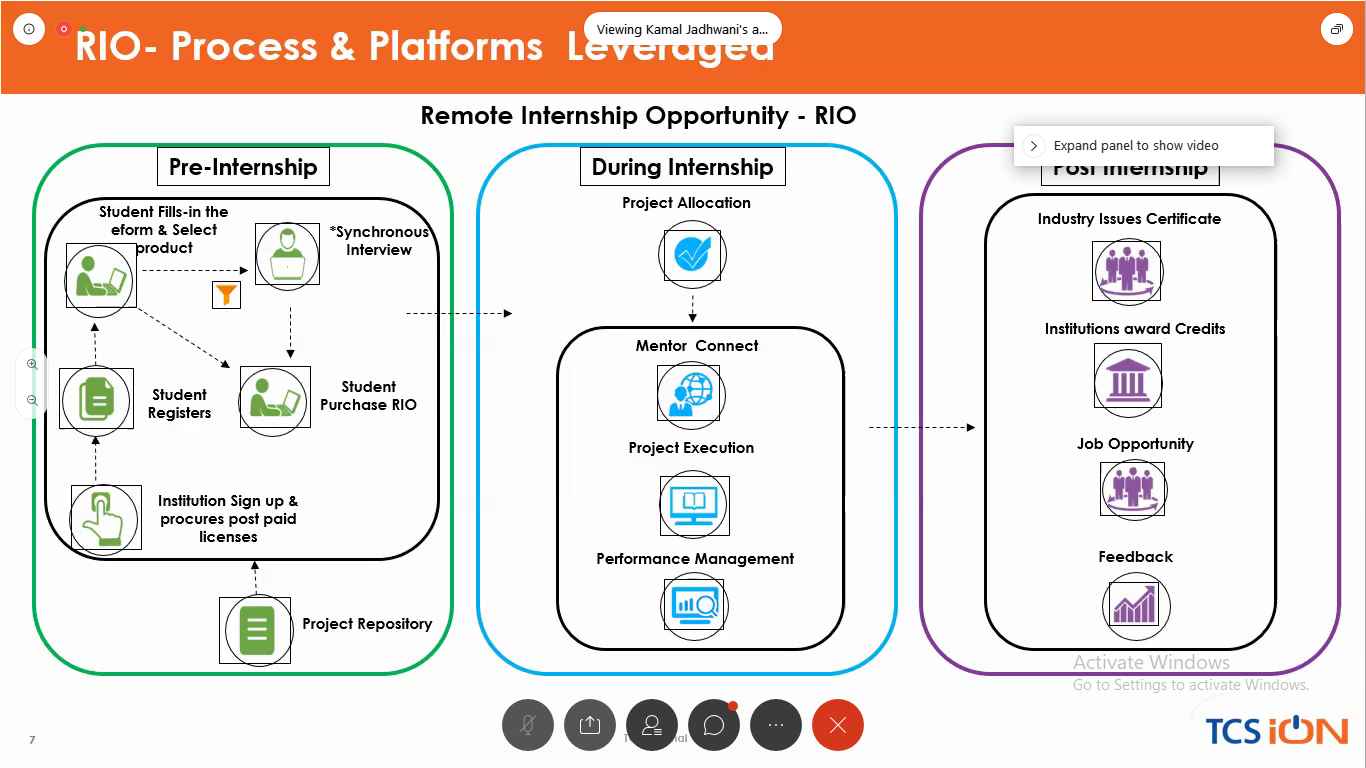 RIO- Process & Platforms Leveraged
Viewing Kamal Jadhwani's a...
Remote Internship Opportunity - RIO
Expand panel to show video
Pre-Internship
Student Fills-in the
eform & Select
product
*Synchronous
Interview
Student
Registers
Student
Purchase RIO
Institution Sign up &
procures post paid
licenses
Project Repository
During Internship
Project Allocation
Mentor Connect
Project Execution
Performance Management
Post Internship
Industry Issues Certificate
Institutions award Credits
Job Opportunity
Feedback
Activate Windows
Go to Settings to activate Windows.
7
TCS iON